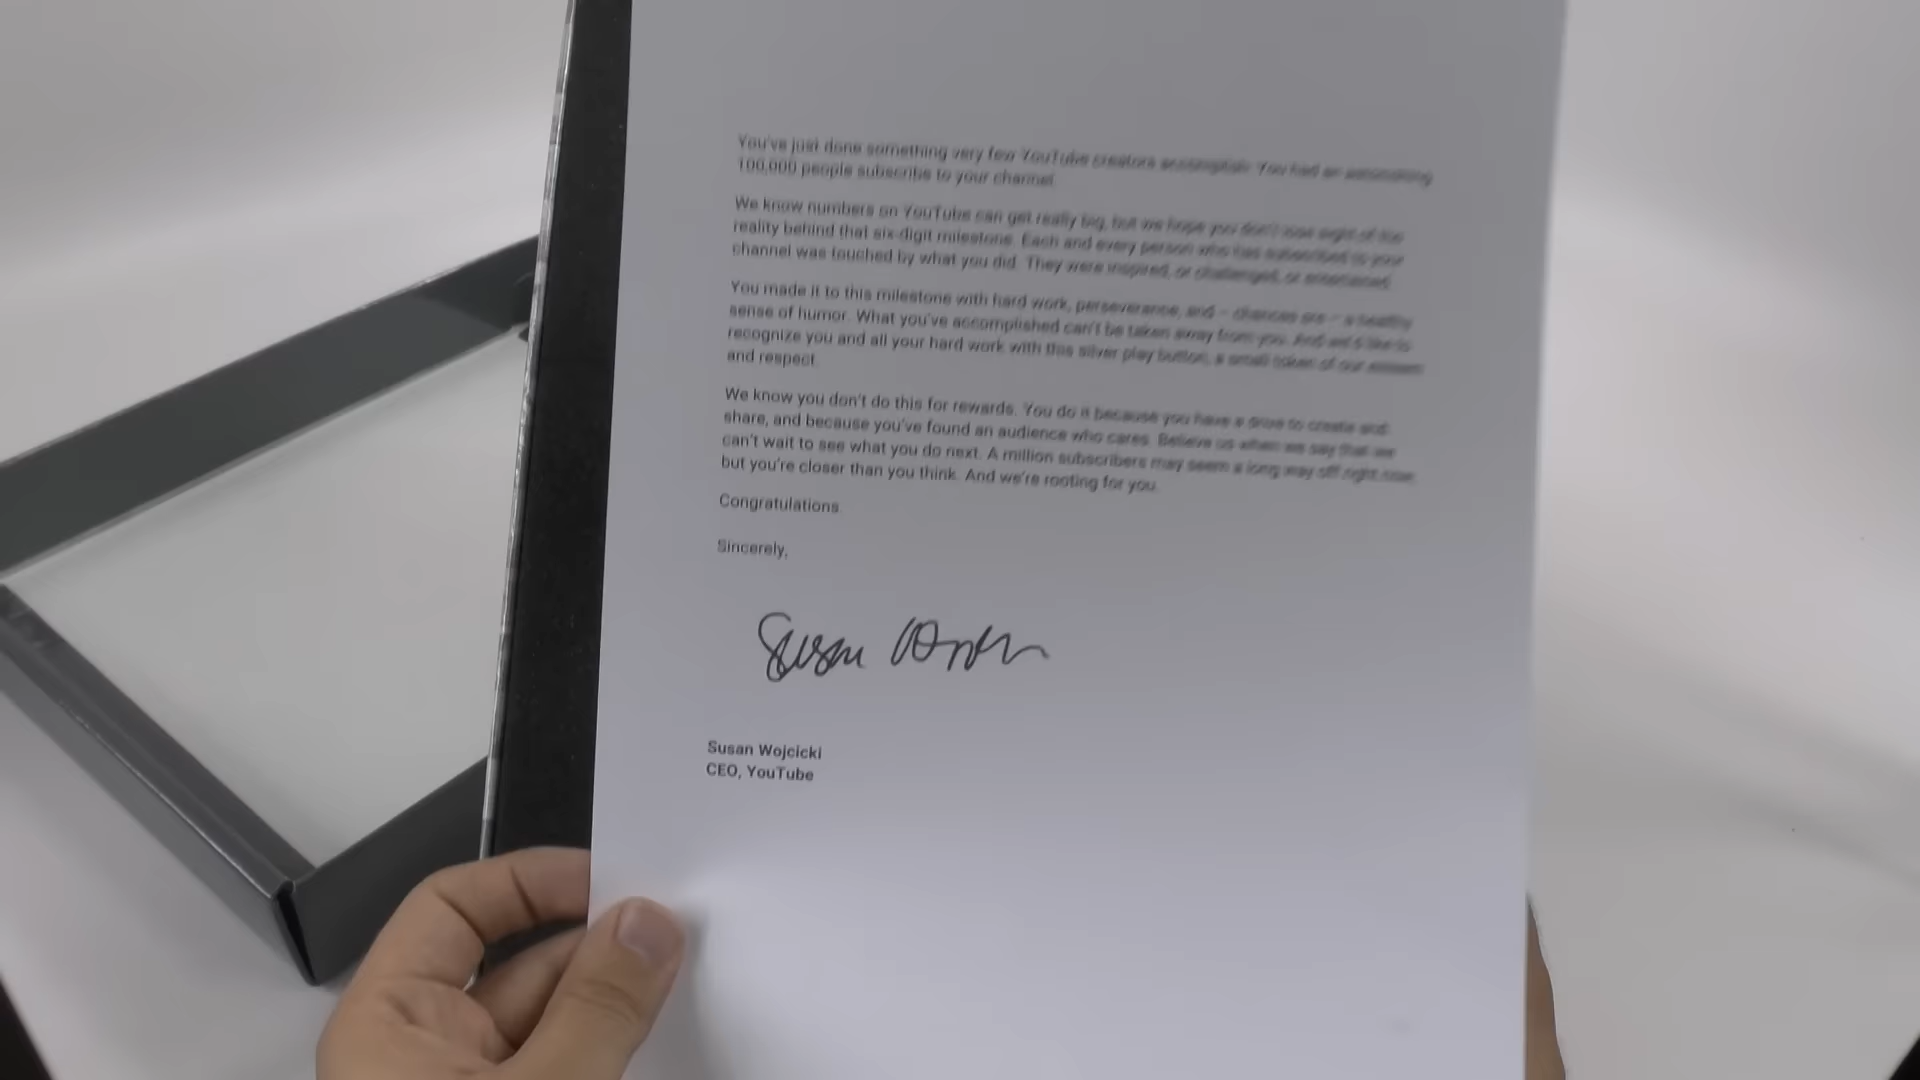 You've just done something very few YouTube creators accomplish. You had an astonishing
100,000 people subscribe to your channel.
We know numbers on YouTube can get really big, but we hope you don't lose sight of the
reality behind that six-digit milestone. Each and every person who has subscribed to your
channel was touched by what you did. They were inspired, or challenged, or entertained.
You made it to this milestone with hard work, perseverance, and – chances are – a healthy
sense of humor. What you've accomplished can't be taken away from you. And we'd like to
recognize you and all your hard work with this silver play button, a small token of our esteem
and respect.
We know you don't do this for rewards. You do it because you have a drive to create and
share, and because you've found an audience who cares. Believe us when we say that we
can't wait to see what you do next. A million subscribers may seem a long way off right now,
but you're closer than you think. And we're rooting for you.
Congratulations.
Sincerely,
Susan Wojcicki
Susan Wojcicki
CEO, YouTube